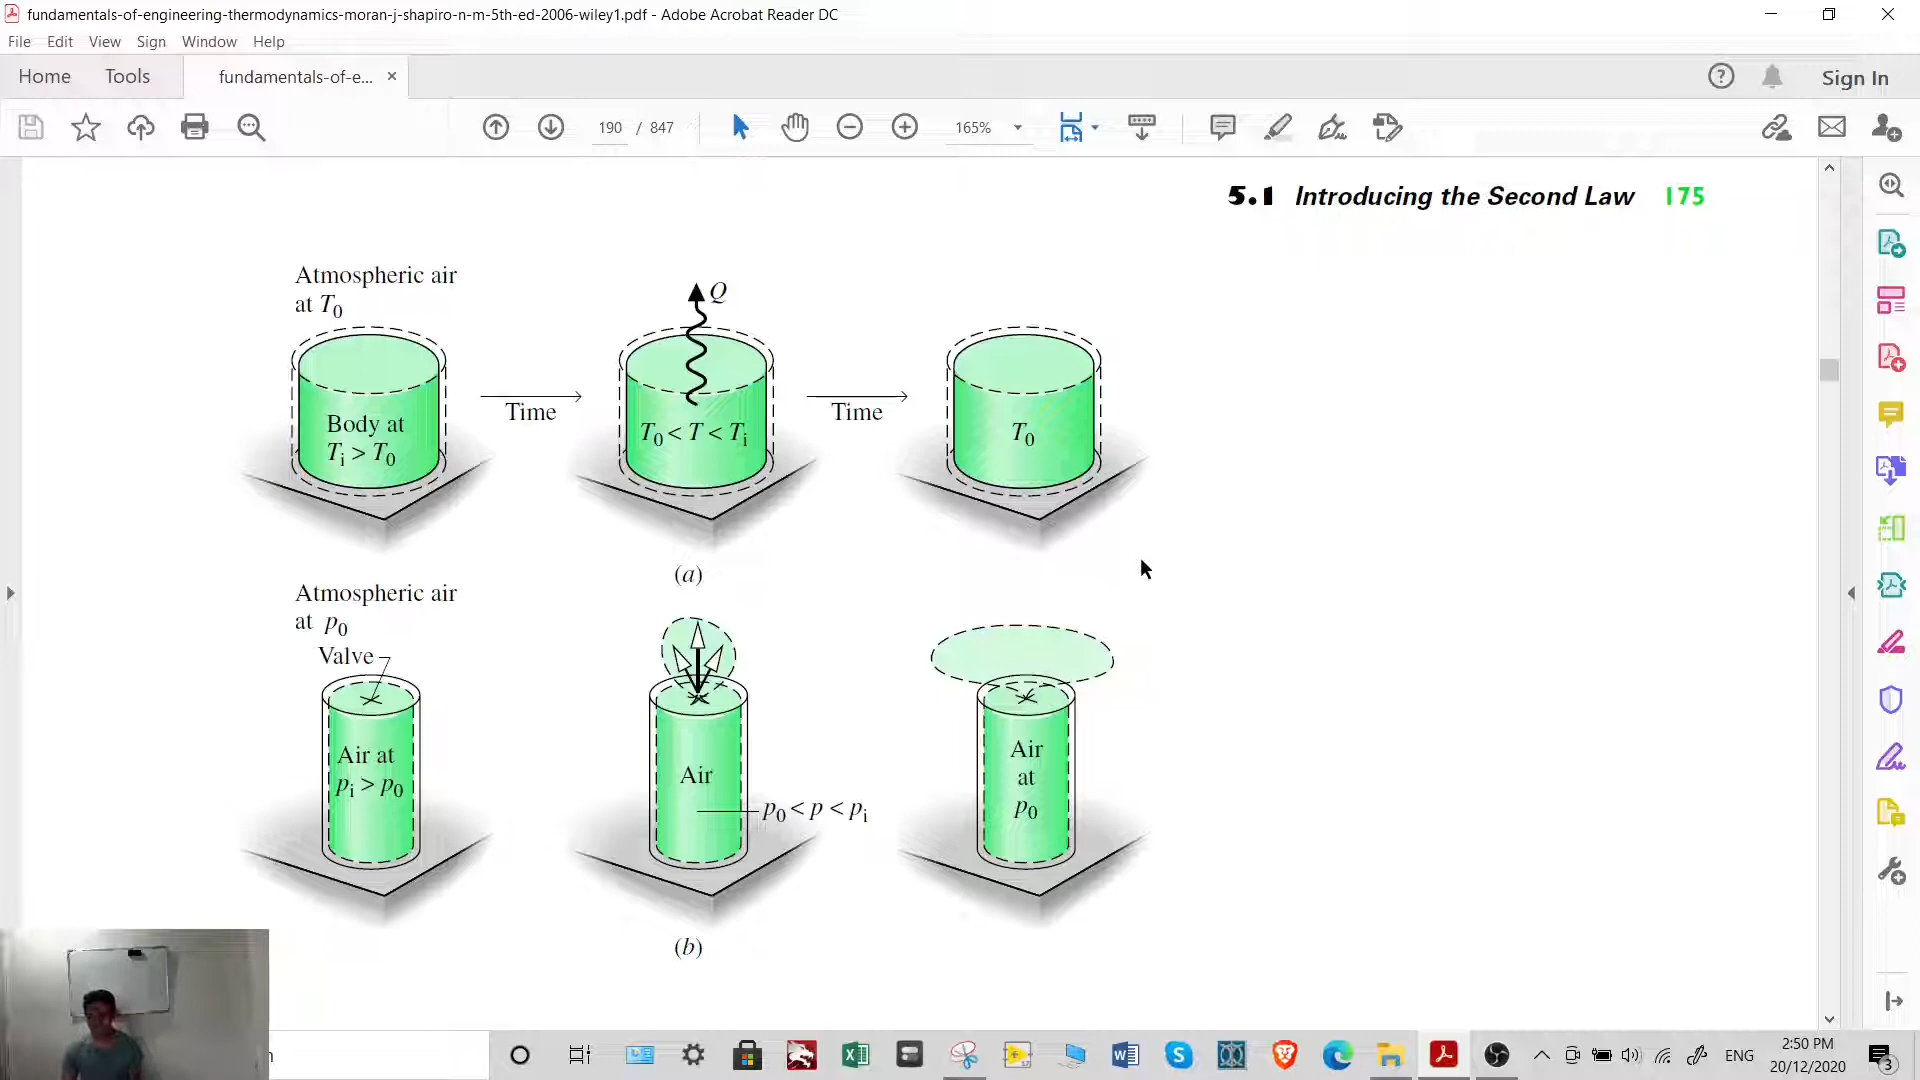 fundamentals-of-engineering-thermodynamics-moran-j-shapiro-n-m-5th-ed-2006-wiley1.pdf - Adobe Acrobat Reader DC
File Edit View Sign Window Help
Home Tools fundamentals-of-e... × Sign In
190 / 847 165%
5.1 Introducing the Second Law 175
Atmospheric air
at T0
Q
Body at
Ti > T0
Time
T0 < T < Ti
Time
T0
(a)
Atmospheric air
at p0
Valve
Air at
pi > p0
Air
p0 < p < pi
Air
at
p0
(b)
ENG
2:50 PM
20/12/2020
3